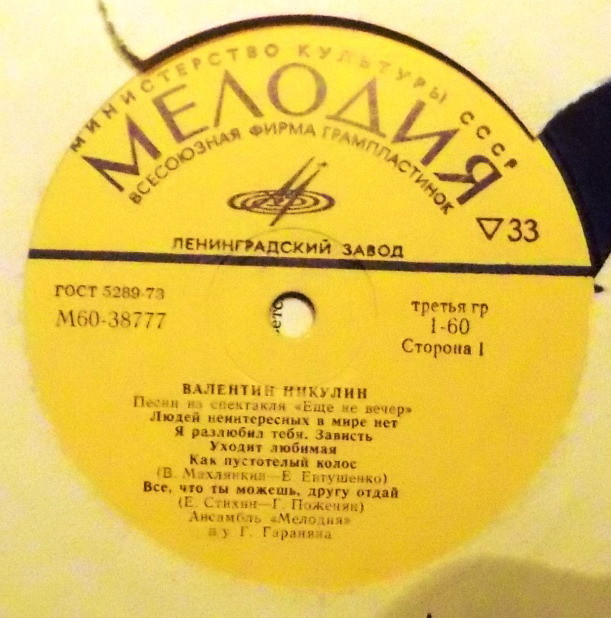 МИНИСТЕРСТВО КУЛЬТУРЫ СССР
МЕЛОДИЯ
ВСЕСОЮЗНАЯ ФИРМА ГРАМПЛАСТИНОК
▽33
ЛЕНИНГРАДСКИЙ ЗАВОД
ГОСТ 5289-73
М60-38777
третья гр
1-60
Сторона 1
ВАЛЕНТИН НИКУЛИН
Песни из спектакля «Еще не вечер»
Людей неинтересных в мире нет
Я разлюбил тебя. Зависть
Уходит любимая
Как пустотелый колос
(В. Махлянкин—Е. Евтушенко)
Все, что ты можешь, другу отдай
(Е. Стихин—Г. Поженян)
Ансамбль «Мелодия»
п/у Г. Гараняна